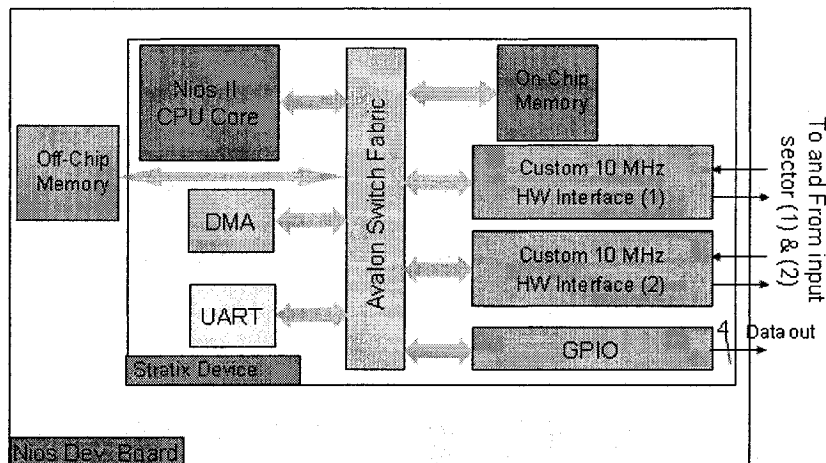 Nios II
CPU Core
On-Chip
Memory
Off-Chip
Memory
Avalon Switch Fabric
Custom 10 MHz
HW Interface (1)
To and From input
sector (1) & (2)
DMA
Custom 10 MHz
HW Interface (2)
UART
GPIO
4
Data out
Stratix Device
Nios Dev. Board